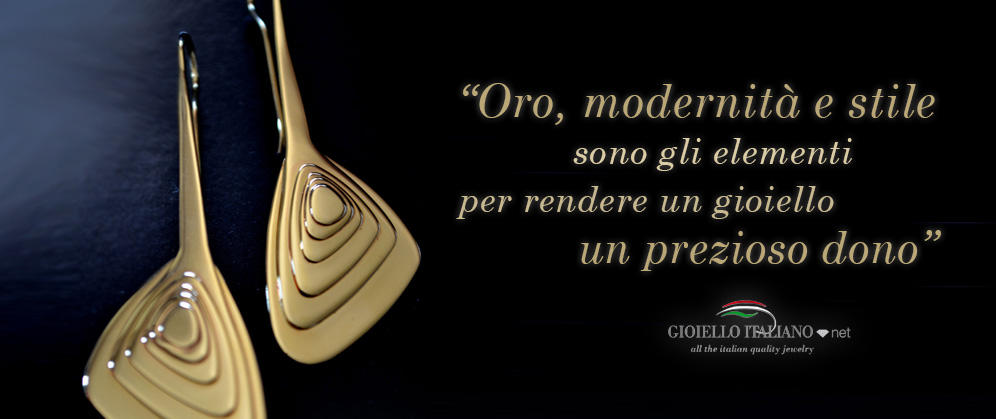 “Oro, modernità e stile
sono gli elementi
per rendere un gioiello
un prezioso dono”
GIOIELLO ITALIANO net
all the italian quality jewelry